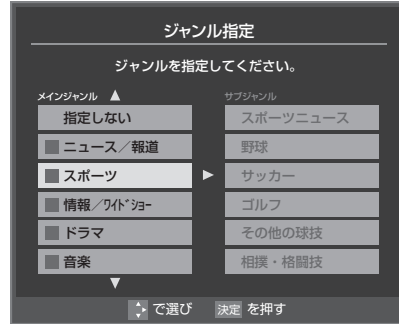 ジャンル指定
ジャンルを指定してください。
メインジャンル
指定しない
ニュース／報道
スポーツ
情報／ワイドショー
ドラマ
音楽
サブジャンル
スポーツニュース
野球
サッカー
ゴルフ
その他の球技
相撲・格闘技
で選び 決定 を押す